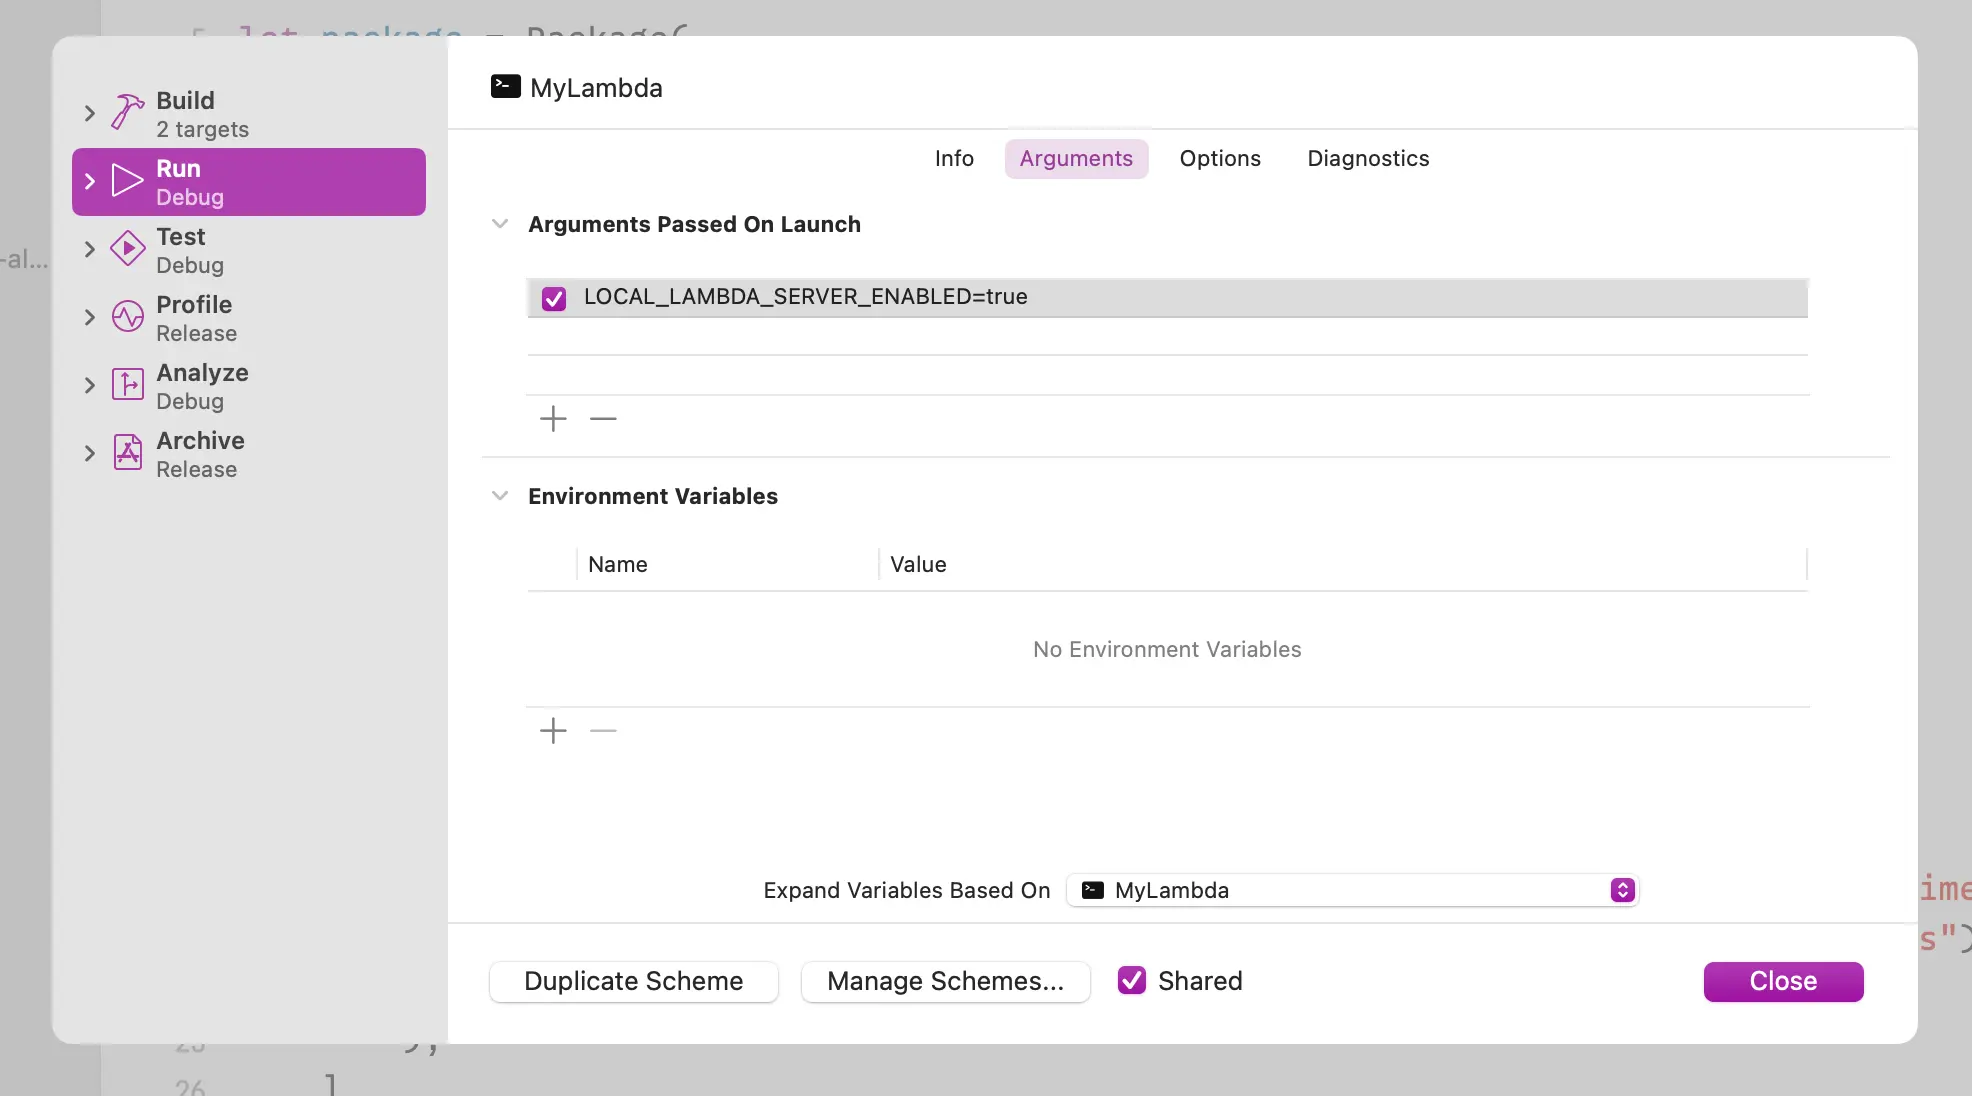 5 let package = Package(
-al...
Build
2 targets
Run
Debug
Test
Debug
Profile
Release
Analyze
Debug
Archive
Release
MyLambda
Info Arguments Options Diagnostics
Arguments Passed On Launch
LOCAL_LAMBDA_SERVER_ENABLED=true
Environment Variables
Name Value
No Environment Variables
Expand Variables Based On MyLambda
Duplicate Scheme Manage Schemes... Shared Close
ime
s")
25 ),
26 ]